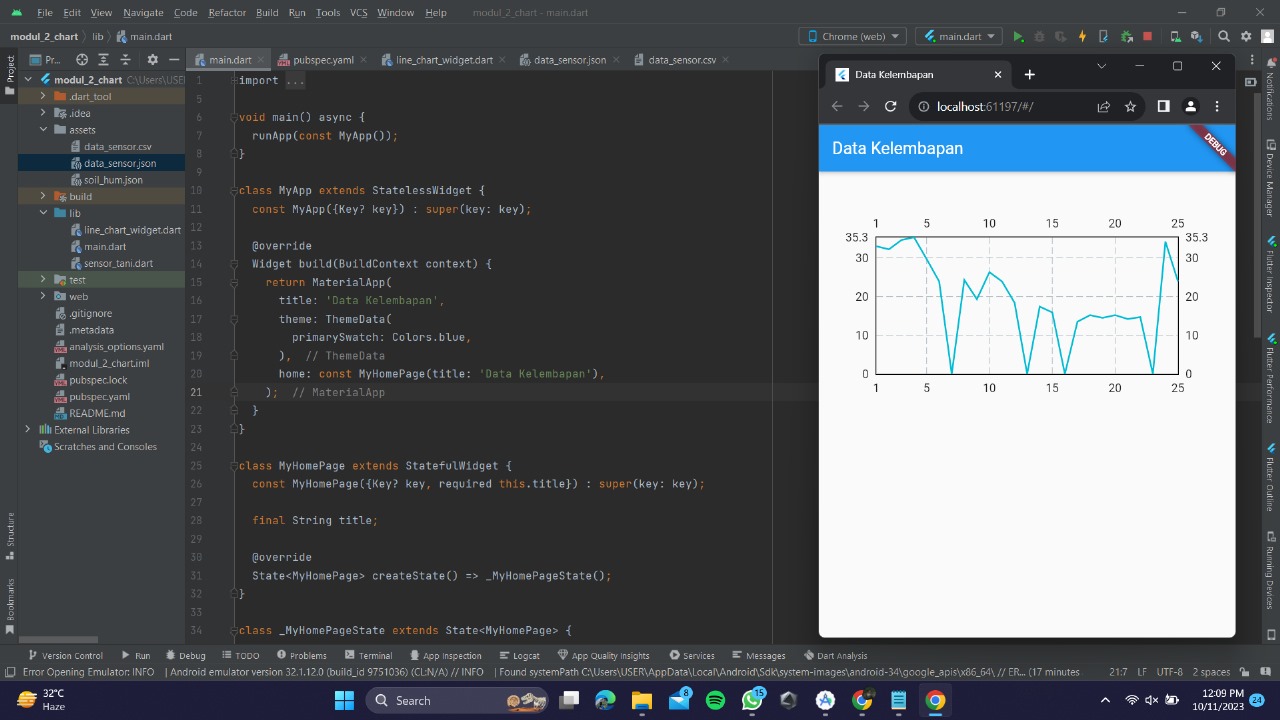 File Edit View Navigate Code Refactor Build Run Tools VCS Window Help modul_2_chart - main.dart
modul_2_chart lib main.dart Chrome (web) main.dart
Project
Pr...
main.dart pubspec.yaml line_chart_widget.dart data_sensor.json data_sensor.csv
modul_2_chart C:\Users\USE
.dart_tool
.idea
assets
data_sensor.csv
data_sensor.json
soil_hum.json
build
lib
line_chart_widget.dart
main.dart
sensor_tani.dart
test
web
.gitignore
.metadata
analysis_options.yaml
modul_2_chart.iml
pubspec.lock
pubspec.yaml
README.md
External Libraries
Scratches and Consoles
Structure
Bookmarks
1 import ...
5
6 void main() async {
7 runApp(const MyApp());
8 }
9
10 class MyApp extends StatelessWidget {
11 const MyApp({Key? key}) : super(key: key);
12
13 @override
14 Widget build(BuildContext context) {
15 return MaterialApp(
16 title: 'Data Kelembapan',
17 theme: ThemeData(
18 primarySwatch: Colors.blue,
19 ), // ThemeData
20 home: const MyHomePage(title: 'Data Kelembapan'),
21 ); // MaterialApp
22 }
23 }
24
25 class MyHomePage extends StatefulWidget {
26 const MyHomePage({Key? key, required this.title}) : super(key: key);
27
28 final String title;
29
30 @override
31 State<MyHomePage> createState() => _MyHomePageState();
32 }
33
34 class _MyHomePageState extends State<MyHomePage> {
Data Kelembapan
localhost:61197/#/
Data Kelembapan
DEBUG
1 5 10 15 20 25
35.3 35.3
30 30
20 20
10 10
0 0
1 5 10 15 20 25
Notifications
Device Manager
Flutter Inspector
Flutter Performance
Flutter Outline
Running Devices
Version Control Run Debug TODO Problems Terminal App Inspection Logcat App Quality Insights Services Messages Dart Analysis
Error Opening Emulator: INFO | Android emulator version 32.1.12.0 (build_id 9751036) (CL:N/A) // INFO | Found systemPath C:\Users\USER\AppData\Local\Android\Sdk\system-images\android-34\google_apis\x86_64\ // ER... (17 minutes 21:7 LF UTF-8 2 spaces
32°C
Haze
Search
8
15
12:09 PM
10/11/2023
24